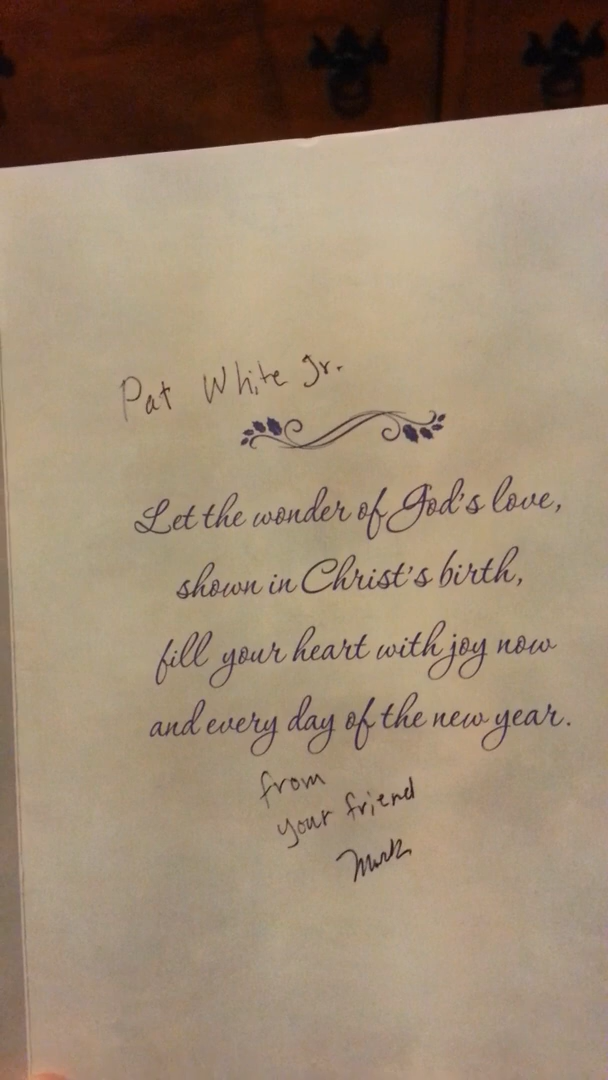 Pat White Jr.
Let the wonder of God's love,
shown in Christ's birth,
fill your heart with joy now
and every day of the new year.
from
your friend
Mark